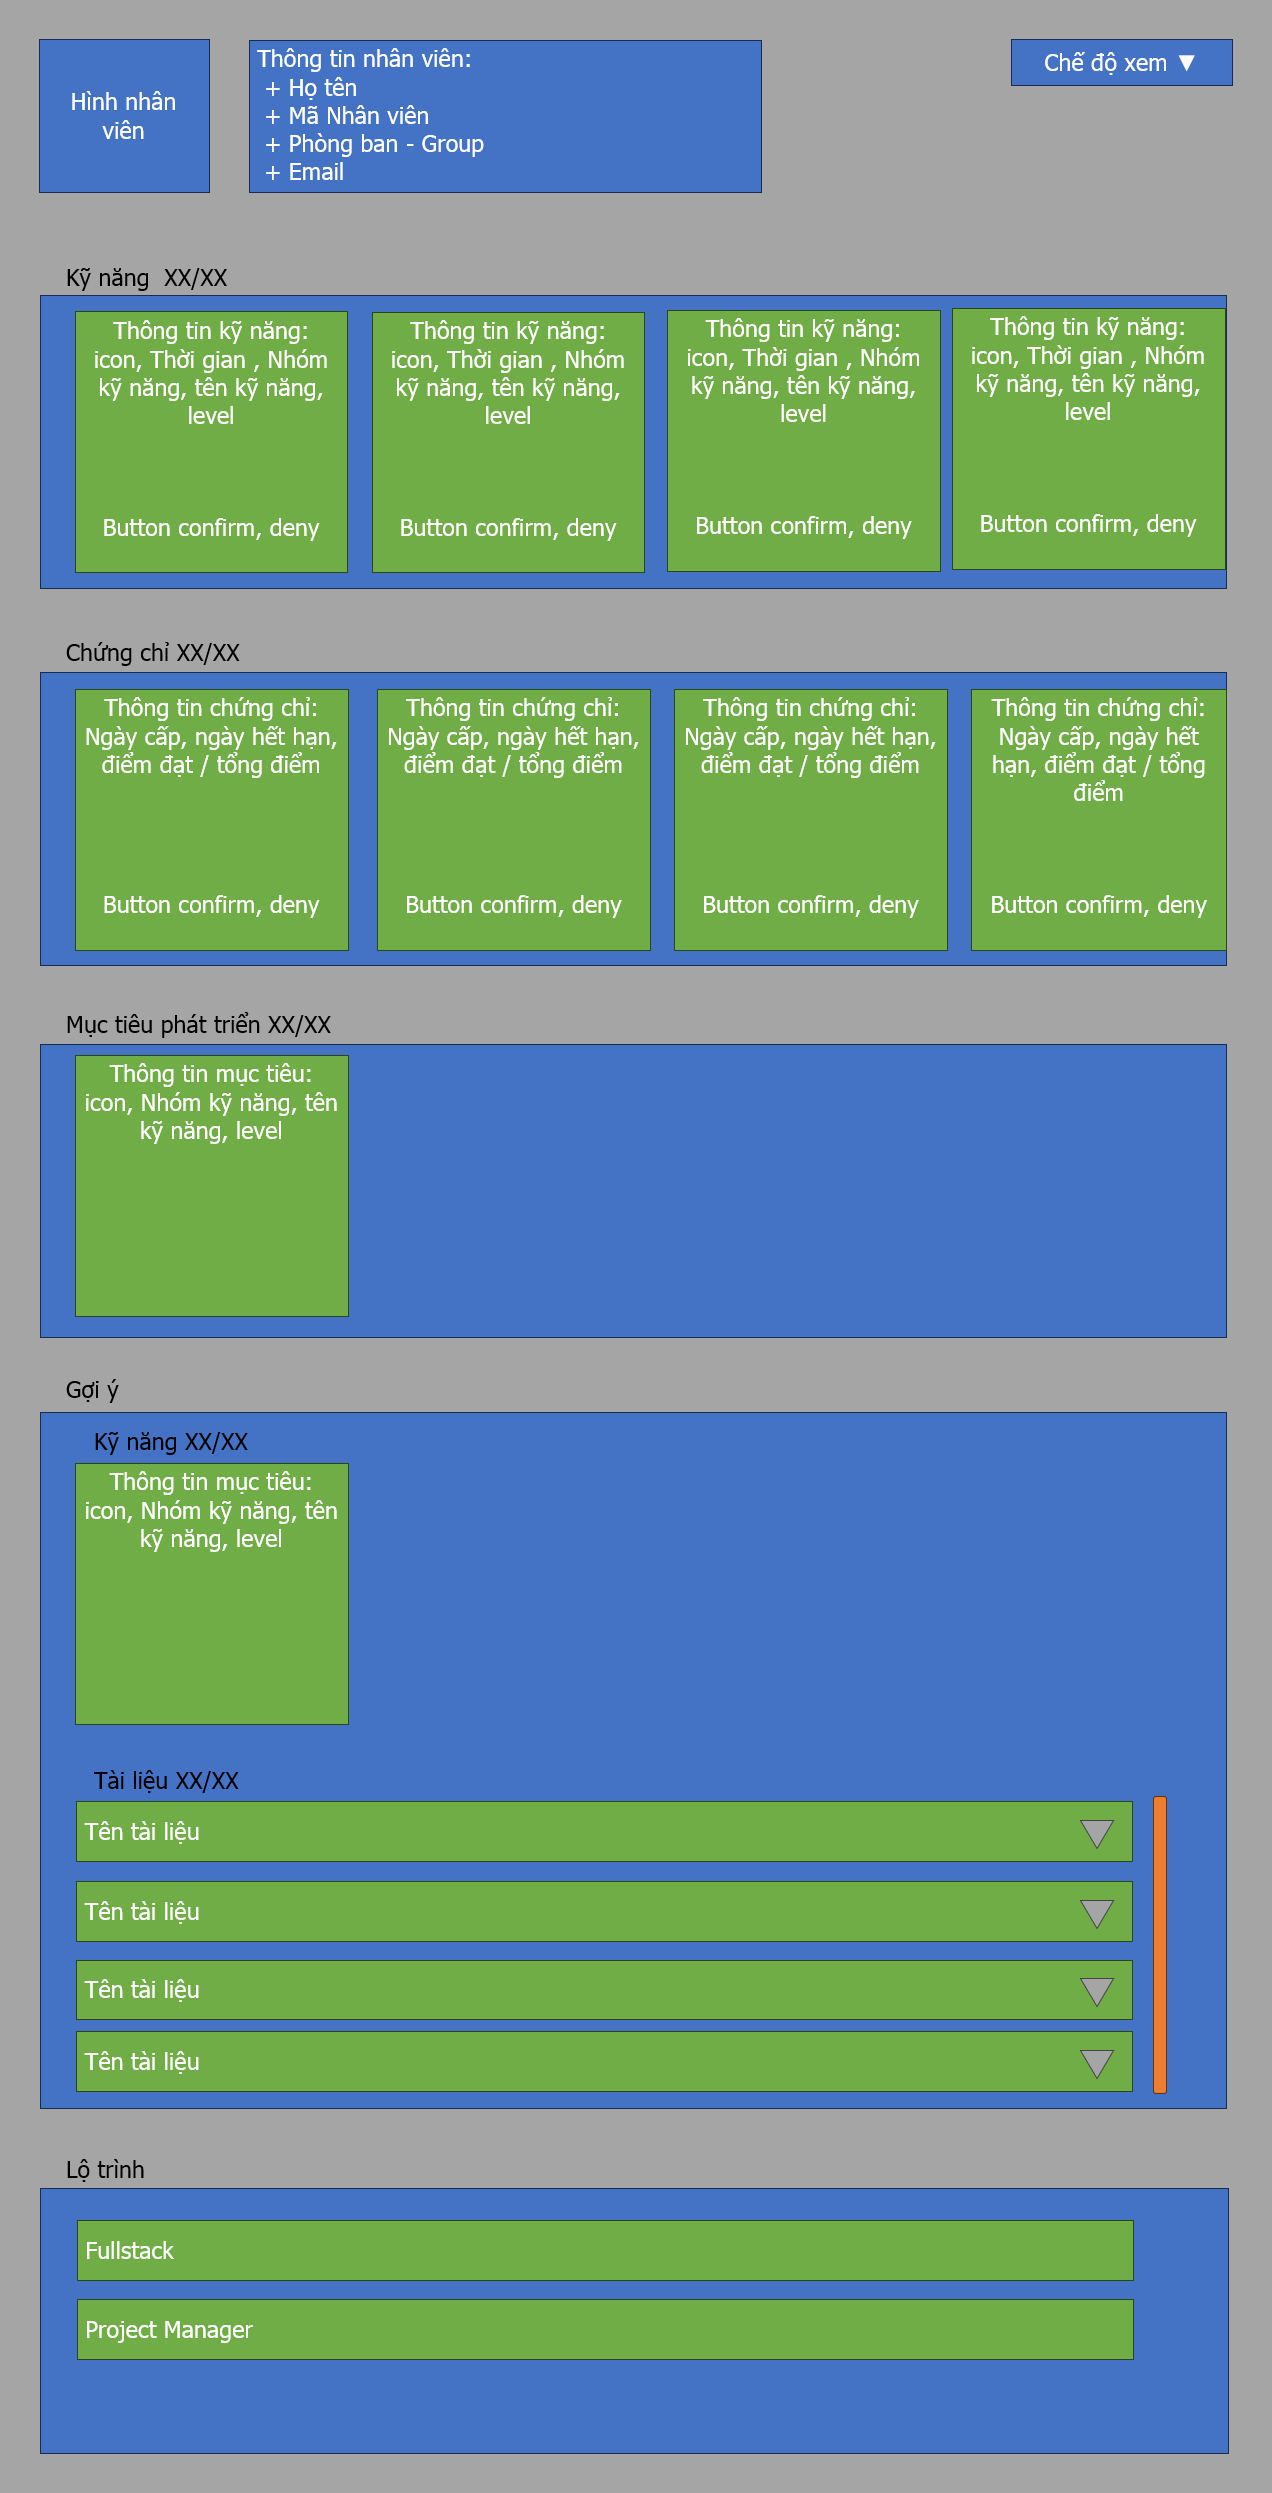 Hình nhân
viên
Thông tin nhân viên:
+ Họ tên
+ Mã Nhân viên
+ Phòng ban - Group
+ Email
Chế độ xem ▼
Kỹ năng  XX/XX
Thông tin kỹ năng:
icon, Thời gian , Nhóm
kỹ năng, tên kỹ năng,
level
Button confirm, deny
Thông tin kỹ năng:
icon, Thời gian , Nhóm
kỹ năng, tên kỹ năng,
level
Button confirm, deny
Thông tin kỹ năng:
icon, Thời gian , Nhóm
kỹ năng, tên kỹ năng,
level
Button confirm, deny
Thông tin kỹ năng:
icon, Thời gian , Nhóm
kỹ năng, tên kỹ năng,
level
Button confirm, deny
Chứng chỉ XX/XX
Thông tin chứng chỉ:
Ngày cấp, ngày hết hạn,
điểm đạt / tổng điểm
Button confirm, deny
Thông tin chứng chỉ:
Ngày cấp, ngày hết hạn,
điểm đạt / tổng điểm
Button confirm, deny
Thông tin chứng chỉ:
Ngày cấp, ngày hết hạn,
điểm đạt / tổng điểm
Button confirm, deny
Thông tin chứng chỉ:
Ngày cấp, ngày hết
hạn, điểm đạt / tổng
điểm
Button confirm, deny
Mục tiêu phát triển XX/XX
Thông tin mục tiêu:
icon, Nhóm kỹ năng, tên
kỹ năng, level
Gợi ý
Kỹ năng XX/XX
Thông tin mục tiêu:
icon, Nhóm kỹ năng, tên
kỹ năng, level
Tài liệu XX/XX
Tên tài liệu
Tên tài liệu
Tên tài liệu
Tên tài liệu
Lộ trình
Fullstack
Project Manager